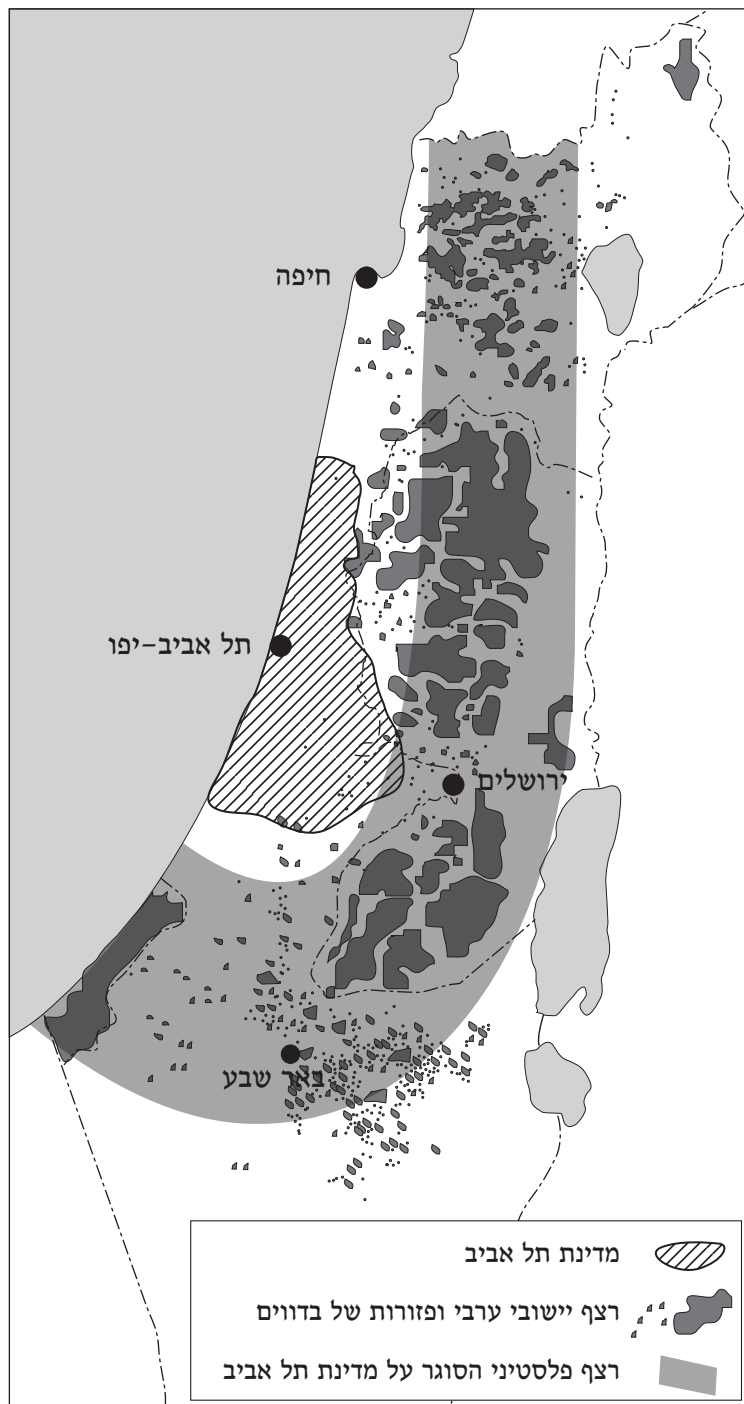 חיפה
תל אביב-יפו
ירושלים
באר שבע
מדינת תל אביב
רצף יישובי ערבי ופזורות של בדווים
רצף פלסטיני הסוגר על מדינת תל אביב